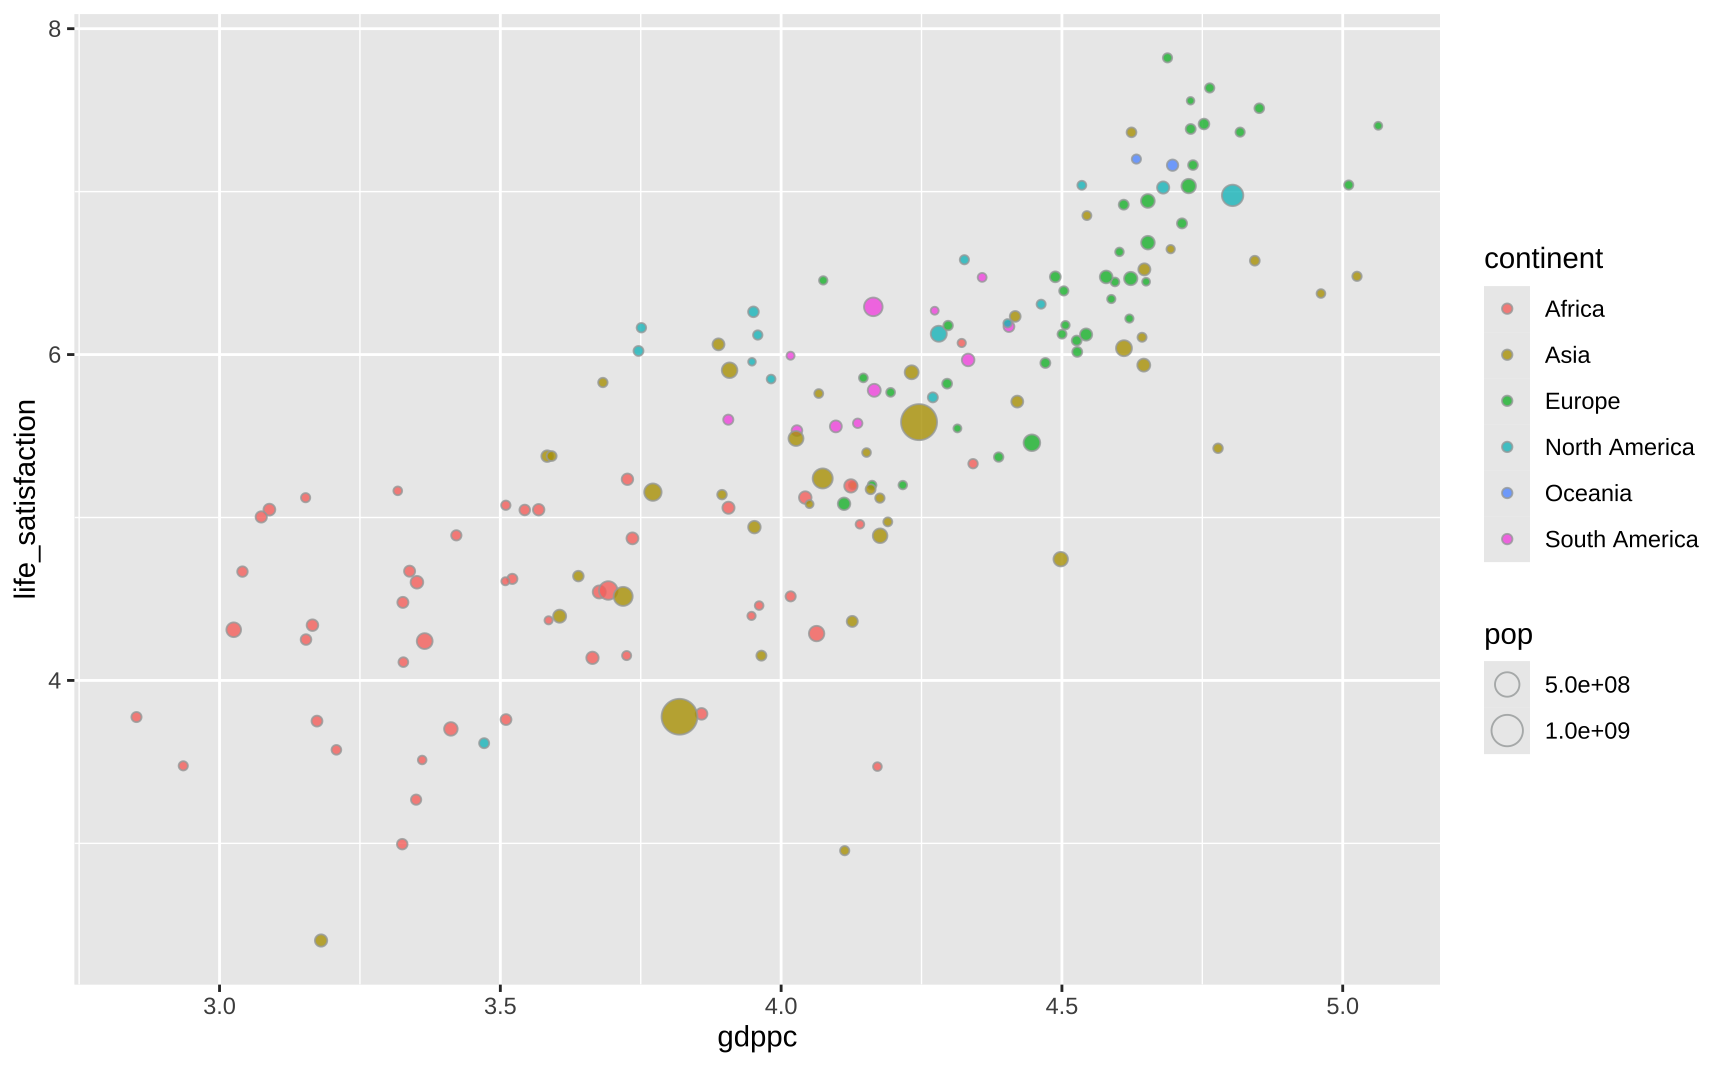 8
6
4
life_satisfaction
3.0
3.5
4.0
4.5
5.0
gdppc
continent
Africa
Asia
Europe
North America
Oceania
South America
pop
5.0e+08
1.0e+09